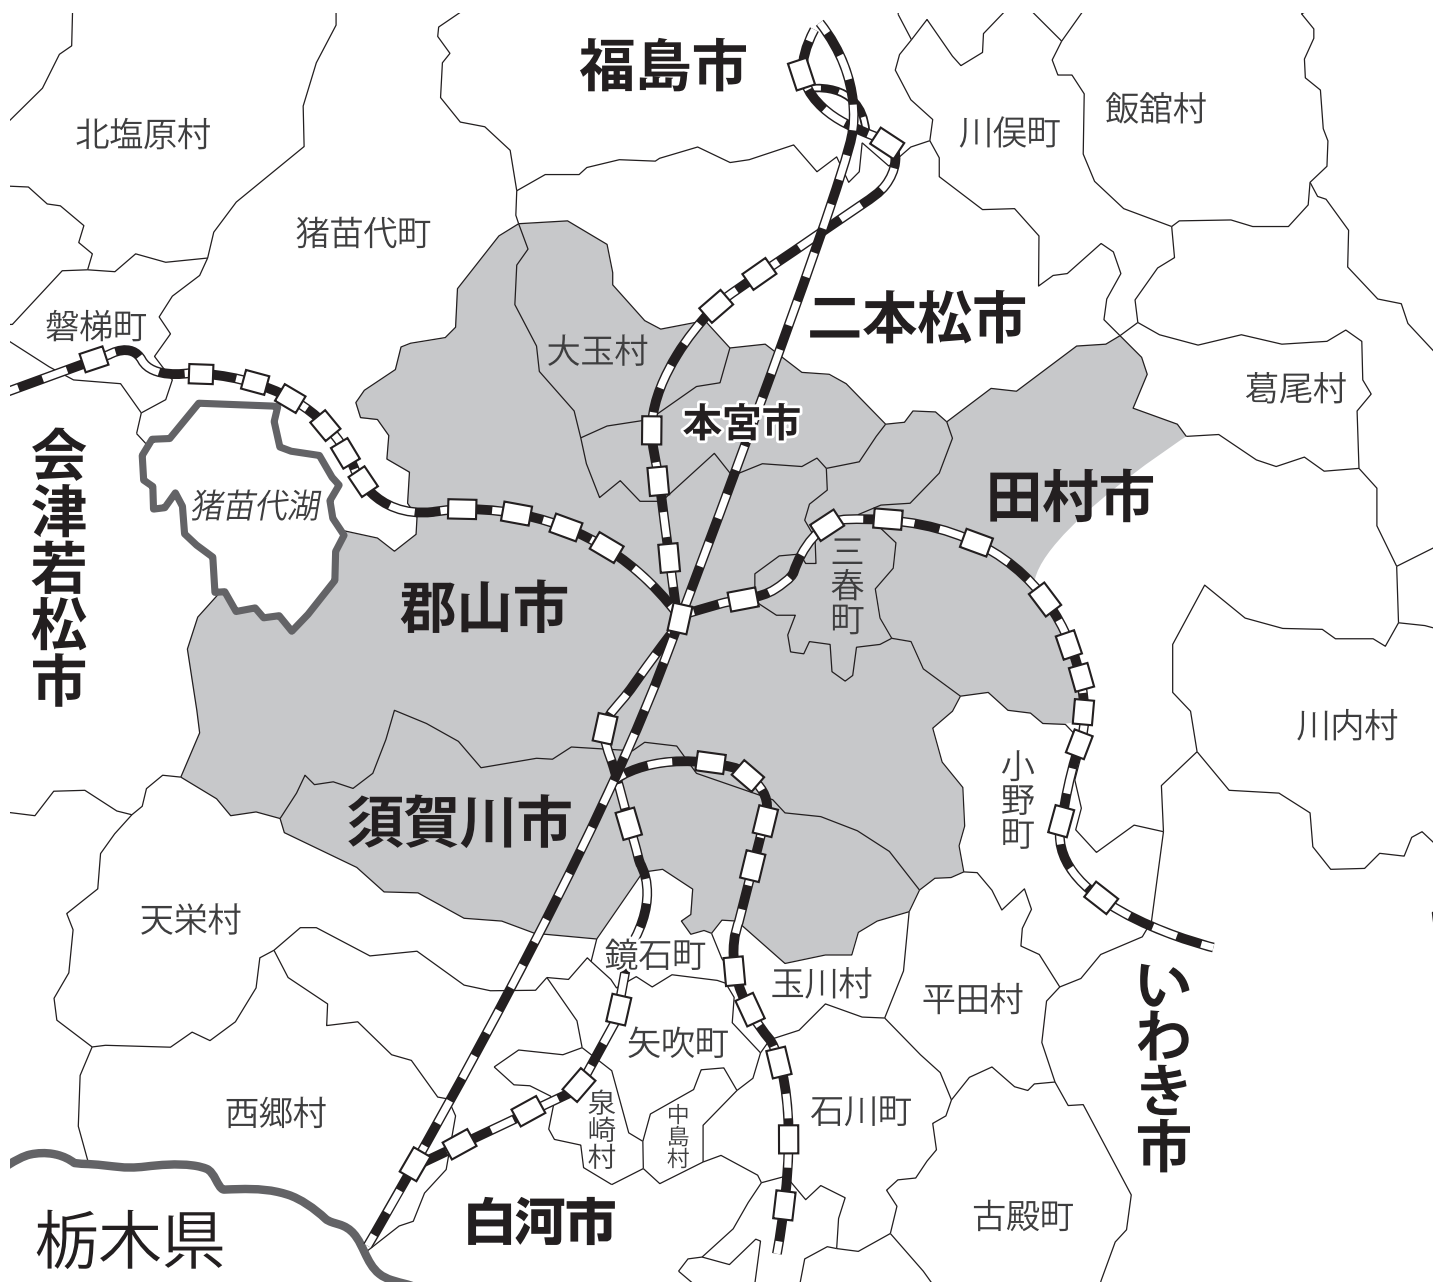 福島市
北塩原村
川俣町
飯舘村
猪苗代町
磐梯町
二本松市
大玉村
葛尾村
本宮市
会津若松市
猪苗代湖
田村市
三春町
郡山市
川内村
小野町
須賀川市
天栄村
鏡石町
玉川村
平田村
いわき市
矢吹町
西郷村
泉崎村
中島村
石川町
白河市
古殿町
栃木県